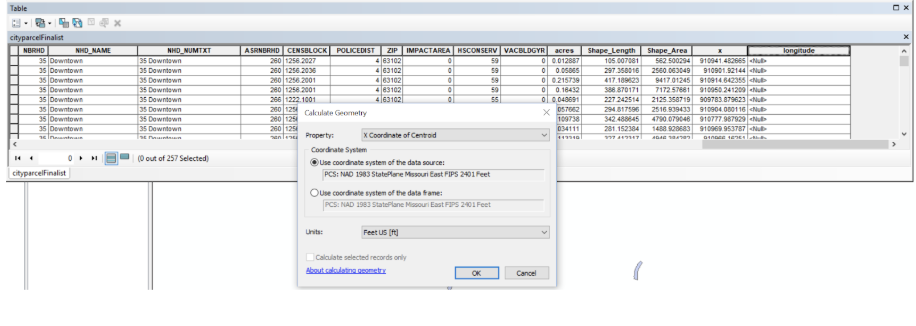 Table
cityparcelFinalist
NBRHD NHD_NAME NHD_NUMTXT ASRNBRHD CENSBLOCK POLICEDIST ZIP IMPACTAREA HSCONSERV VACBLDGYR acres Shape_Length Shape_Area x longitude
35 Downtown 35 Downtown 260 1256.2027 4 63102 0 59 0 0.012887 105.007081 562.500294 910941.482665 <Null>
35 Downtown 35 Downtown 260 1256.2036 4 63102 0 59 0 0.05865 297.358016 2560.063049 910901.92144 <Null>
35 Downtown 35 Downtown 260 1256.2001 4 63102 0 59 0 0.215739 417.189623 9417.01245 910914.642355 <Null>
35 Downtown 35 Downtown 260 1256.2001 4 63102 0 59 0 0.16432 386.870171 7172.57661 910950.241209 <Null>
35 Downtown 35 Downtown 266 1222.1001 4 63102 0 55 0 0.048691 227.242514 2125.358719 909783.879623 <Null>
35 Downtown 35 Downtown 260 294.817596 2516.939433 910904.080116 <Null>
35 Downtown 35 Downtown 260 342.488645 4790.079046 910777.987929 <Null>
35 Downtown 35 Downtown 260 281.152384 1488.928683 910969.953787 <Null>
35 Downtown 35 Downtown
0 (0 out of 257 Selected)
cityparcelFinalist
Calculate Geometry
Property: X Coordinate of Centroid
Coordinate System
Use coordinate system of the data source:
PCS: NAD 1983 StatePlane Missouri East FIPS 2401 Feet
Use coordinate system of the data frame:
PCS: NAD 1983 StatePlane Missouri East FIPS 2401 Feet
Units: Feet US [ft]
Calculate selected records only
About calculating geometry OK Cancel